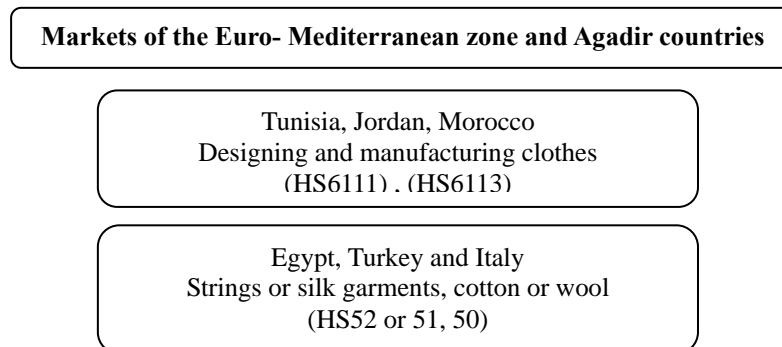 Markets of the Euro- Mediterranean zone and Agadir countries
Tunisia, Jordan, Morocco
Designing and manufacturing clothes
(HS6111) . (HS6113)
Egypt, Turkey and Italy
Strings or silk garments, cotton or wool
(HS52 or 51, 50)